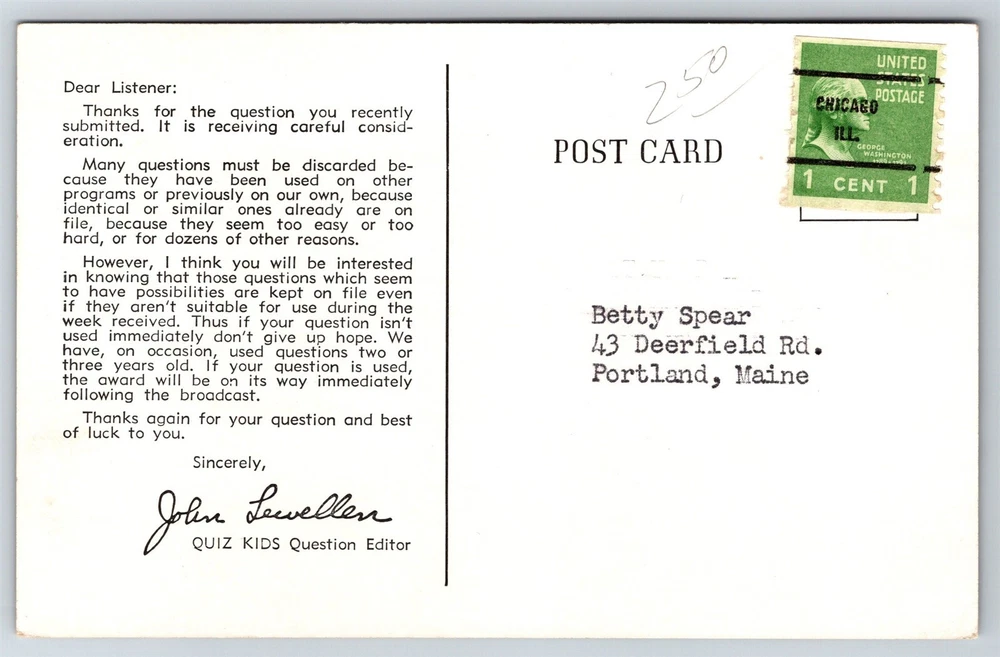 Dear Listener:
Thanks for the question you recently
submitted. It is receiving careful consid-
eration.
Many questions must be discarded be-
cause they have been used on other
programs or previously on our own, because
identical or similar ones already are on
file, because they seem too easy or too
hard, or for dozens of other reasons.
However, I think you will be interested
in knowing that those questions which seem
to have possibilities are kept on file even
if they aren't suitable for use during the
week received. Thus if your question isn't
used immediately don't give up hope. We
have, on occasion, used questions two or
three years old. If your question is used,
the award will be on its way immediately
following the broadcast.
Thanks again for your question and best
of luck to you.
Sincerely,
John Lewellen
QUIZ KIDS Question Editor
250
POST CARD
UNITED
STATES
POSTAGE
CHICAGO
ILL.
GEORGE
WASHINGTON
1 CENT 1
Betty Spear
43 Deerfield Rd.
Portland, Maine